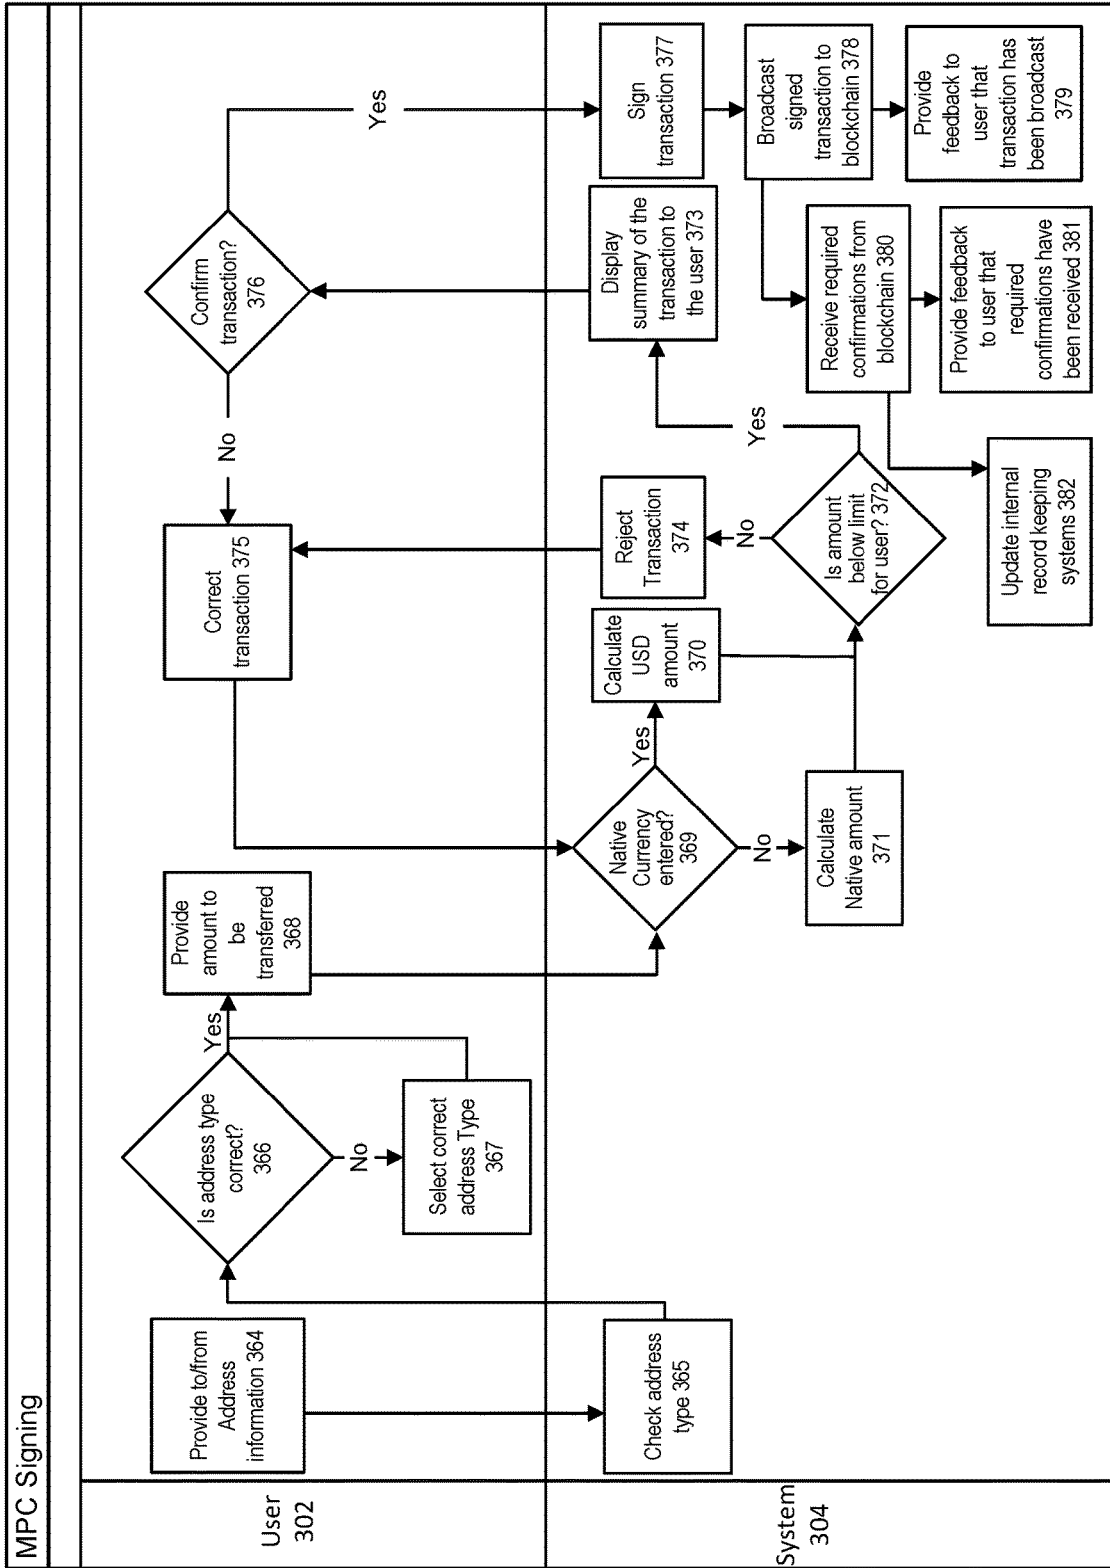 MPC Signing
User
302
System
304
Provide to/from
Address
information 364
Check address
type 365
Is address type
correct?
366
No
Select correct
address Type
367
Yes
Provide
amount to
be
transferred
368
Native
Currency
entered?
369
Yes
Calculate
USD
amount
370
No
Calculate
Native amount
371
Is amount
below limit
for user? 372
No
Reject
Transaction
374
Correct
transaction 375
Yes
Display
summary of the
transaction to
the user 373
Confirm
transaction?
376
No
Yes
Sign
transaction 377
Broadcast
signed
transaction to
blockchain 378
Provide
feedback to
user that
transaction has
been broadcast
379
Receive required
confirmations from
blockchain 380
Provide feedback
to user that
required
confirmations have
been received 381
Update internal
record keeping
systems 382